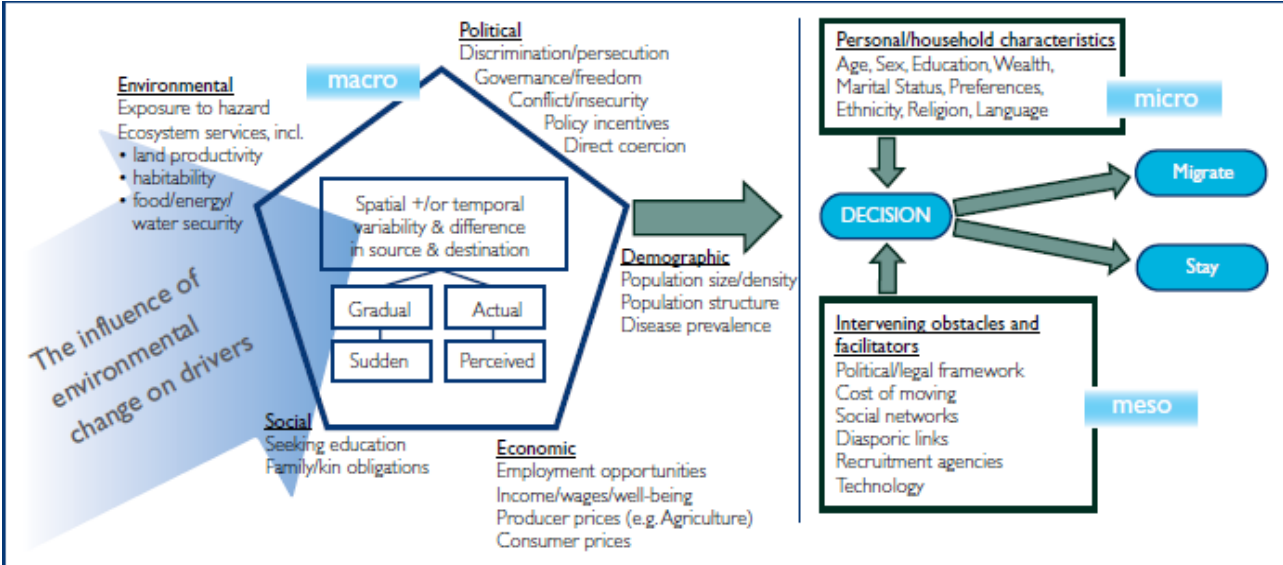 Political
Discrimination/persecution
Governance/freedom
Conflict/insecurity
Policy incentives
Direct coercion
macro
Environmental
Exposure to hazard
Ecosystem services, incl.
• land productivity
• habitability
• food/energy/
water security
Spatial +/or temporal
variability & difference
in source & destination
Gradual
Actual
Sudden
Perceived
The influence of
environmental
change on drivers
Demographic
Population size/density
Population structure
Disease prevalence
Social
Seeking education
Family/kin obligations
Economic
Employment opportunities
Income/wages/well-being
Producer prices (e.g. Agriculture)
Consumer prices
Personal/household characteristics
Age, Sex, Education, Wealth,
Marital Status, Preferences,
Ethnicity, Religion, Language
micro
DECISION
Migrate
Stay
Intervening obstacles and
facilitators
Political/legal framework
Cost of moving
Social networks
Diasporic links
Recruitment agencies
Technology
meso